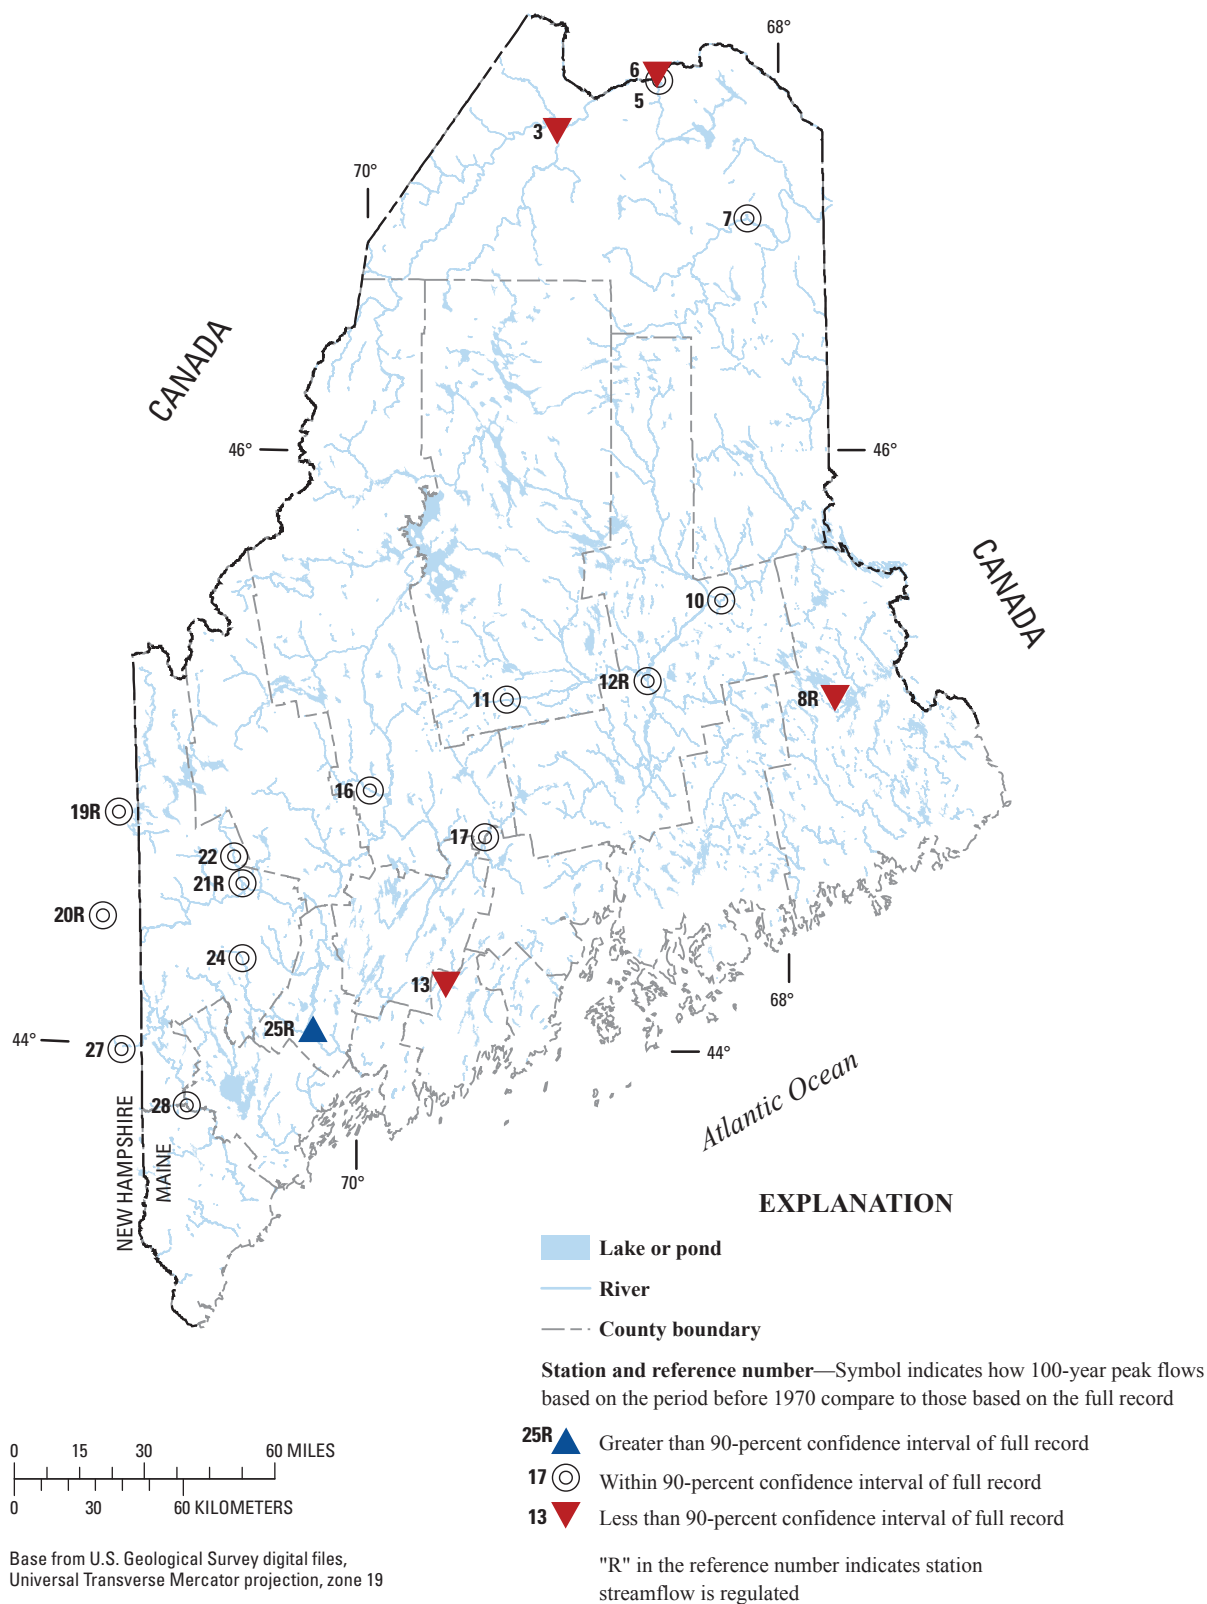 68°
6
5
3
70°
7
CANADA
46°
46°
CANADA
10
12R
11
8R
16
19R
17
22
21R
20R
24
13
68°
25R
44°
27
44°
28
Atlantic Ocean
NEW HAMPSHIRE
MAINE
70°
EXPLANATION
Lake or pond
River
County boundary
Station and reference number—Symbol indicates how 100-year peak flows
based on the period before 1970 compare to those based on the full record
25R Greater than 90-percent confidence interval of full record
17 Within 90-percent confidence interval of full record
13 Less than 90-percent confidence interval of full record
"R" in the reference number indicates station
streamflow is regulated
0 15 30 60 MILES
0 30 60 KILOMETERS
Base from U.S. Geological Survey digital files,
Universal Transverse Mercator projection, zone 19